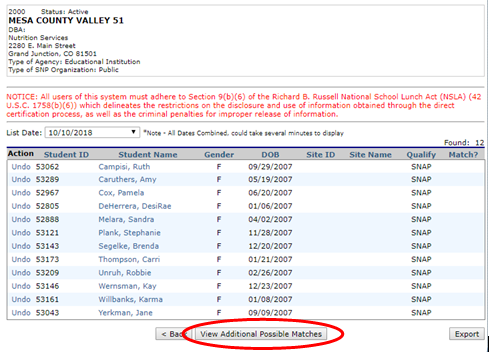 2000 Status: Active
MESA COUNTY VALLEY 51
DBA:
Nutrition Services
2280 E. Main Street
Grand Junction, CO 81501
Type of Agency: Educational Institution
Type of SNP Organization: Public
NOTICE: All users of this system must adhere to Section 9(b)(6) of the Richard B. Russell National School Lunch Act (NSLA) (42
U.S.C. 1758(b)(6)) which delineates the restrictions on the disclosure and use of information obtained through the direct
certification process, as well as the criminal penalties for improper release of information.
List Date: 10/10/2018 *Note - All Dates Combined, could take several minutes to display
Found: 12
Action Student ID Student Name Gender DOB Site ID Site Name Qualify Match?
Undo 53062 Campisi, Ruth F 09/29/2007 SNAP
Undo 53289 Caruthers, Amy F 05/19/2007 SNAP
Undo 52967 Cox, Pamela F 06/20/2007 SNAP
Undo 52805 DeHerrera, DesiRae F 01/06/2007 SNAP
Undo 52888 Melara, Sandra F 04/02/2007 SNAP
Undo 53121 Plank, Stephanie F 11/28/2007 SNAP
Undo 53143 Segelke, Brenda F 12/20/2007 SNAP
Undo 53173 Thompson, Carri F 01/21/2007 SNAP
Undo 53209 Unruh, Robbie F 02/26/2007 SNAP
Undo 53146 Wernsman, Kay F 12/23/2007 SNAP
Undo 53161 Willbanks, Karma F 01/08/2007 SNAP
Undo 53043 Yerkman, Jane F 09/09/2007 SNAP
< Back View Additional Possible Matches Export